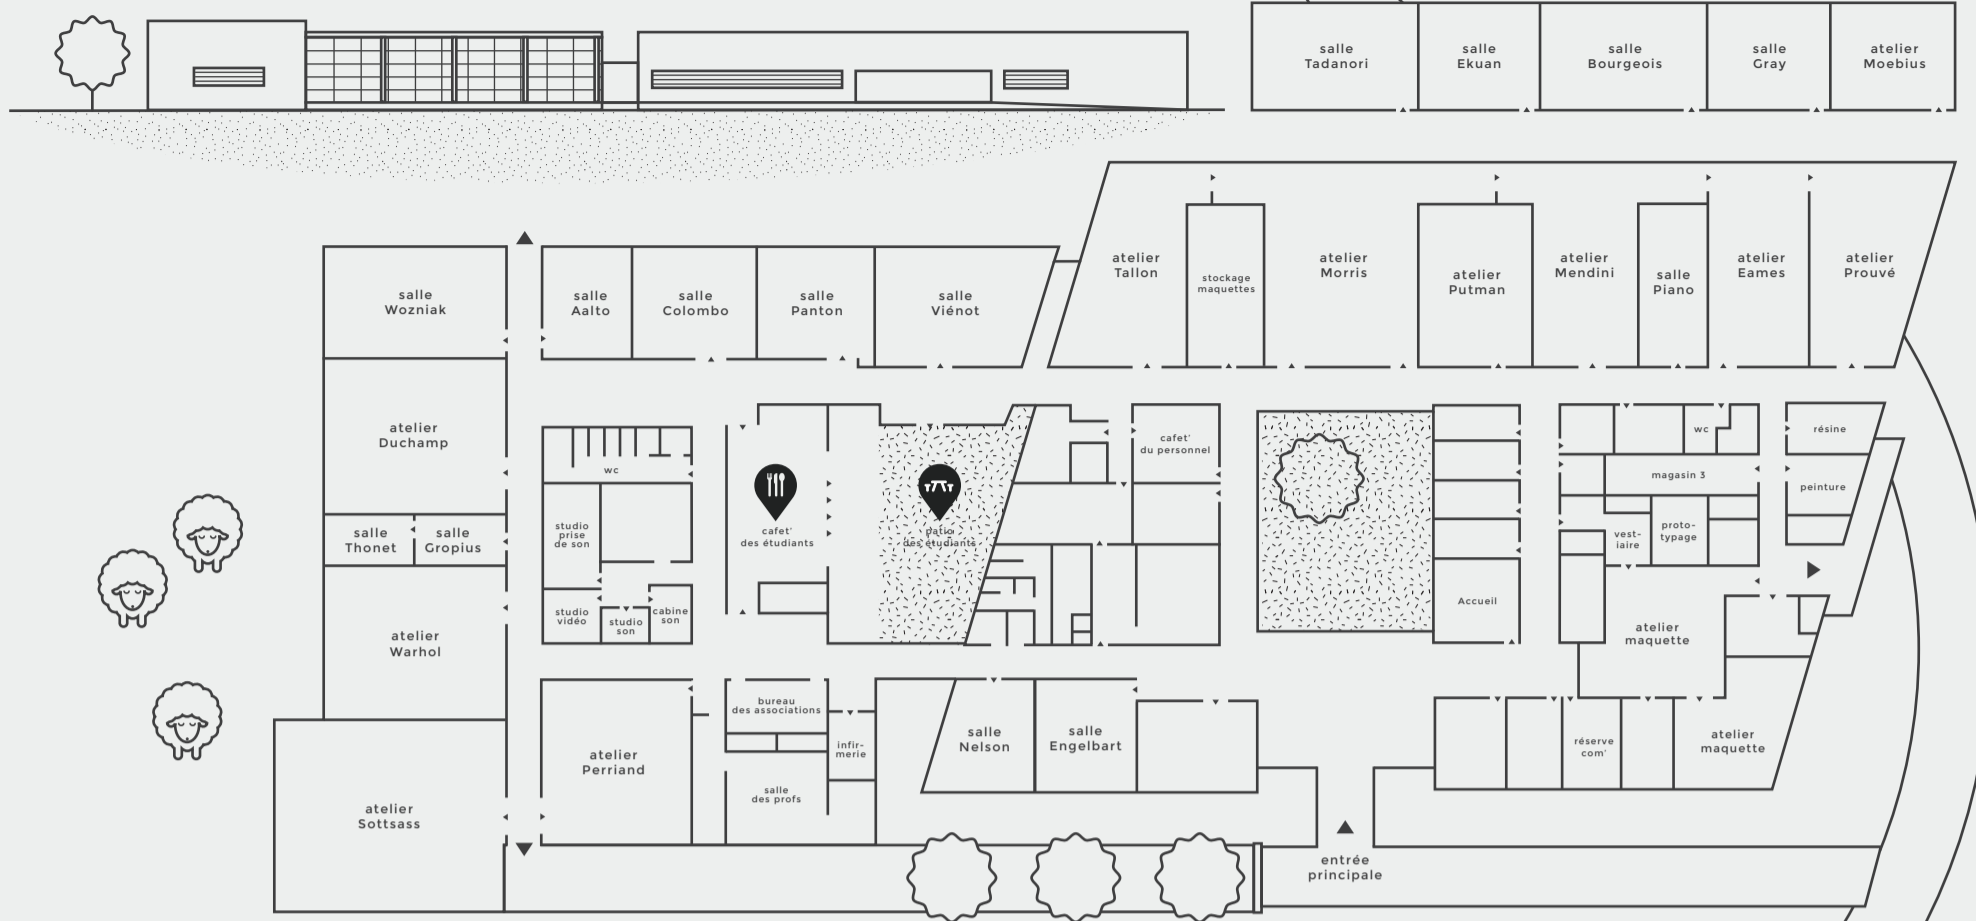 salle
Tadanori
salle
Ekuan
salle
Bourgeois
salle
Gray
atelier
Moebius
atelier
Tallon
stockage
maquettes
atelier
Morris
atelier
Putman
atelier
Mendini
salle
Piano
atelier
Eames
atelier
Prouvé
salle
Wozniak
salle
Aalto
salle
Colombo
salle
Panton
salle
Viénot
atelier
Duchamp
wc
cafet'
des étudiants
patio
des étudiants
cafet'
du personnel
wc
résine
magasin 3
peinture
salle
Thonet
salle
Gropius
studio
prise
de son
vest-
iaire
proto-
typage
atelier
Warhol
studio
vidéo
studio
son
cabine
son
Accueil
atelier
maquette
bureau
des associations
infir-
merie
salle
Nelson
salle
Engelbart
réserve
com'
atelier
maquette
atelier
Perriand
salle
des profs
atelier
Sottsass
entrée
principale